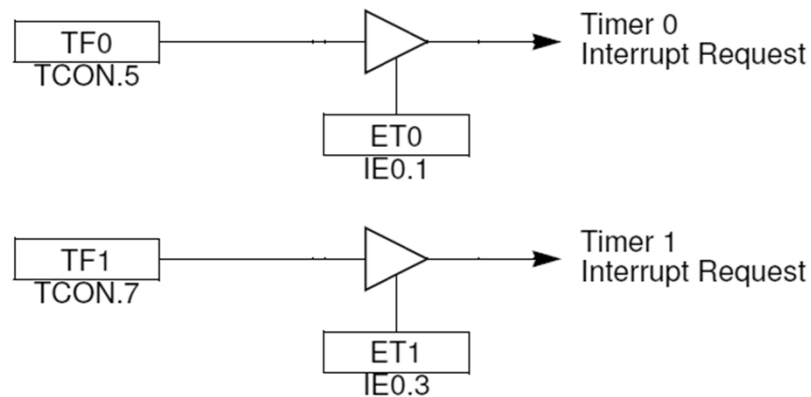 TF0
TCON.5
ET0
IE0.1
Timer 0
Interrupt Request
TF1
TCON.7
ET1
IE0.3
Timer 1
Interrupt Request